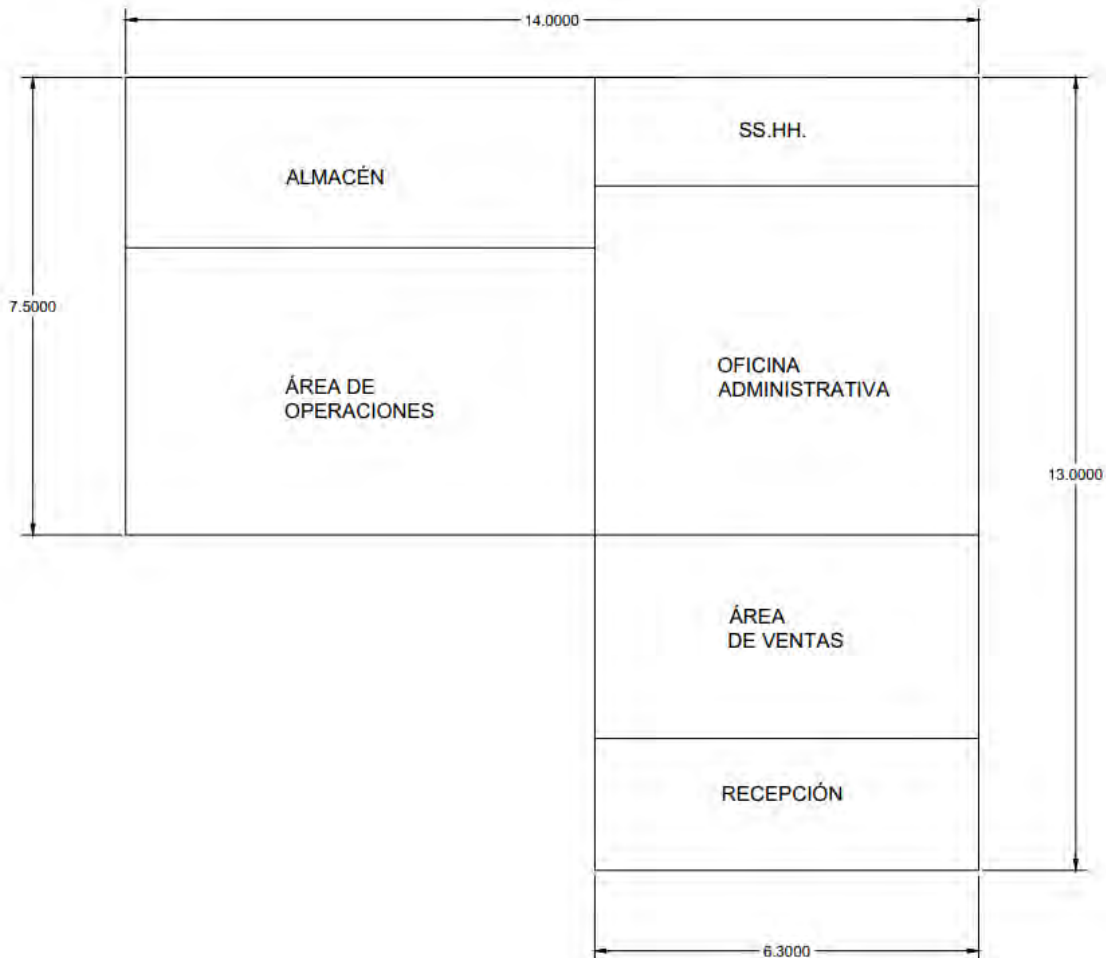 14.0000
SS.HH.
ALMACÉN
7.5000
OFICINA
ADMINISTRATIVA
ÁREA DE
OPERACIONES
13.0000
ÁREA
DE VENTAS
RECEPCIÓN
6.3000